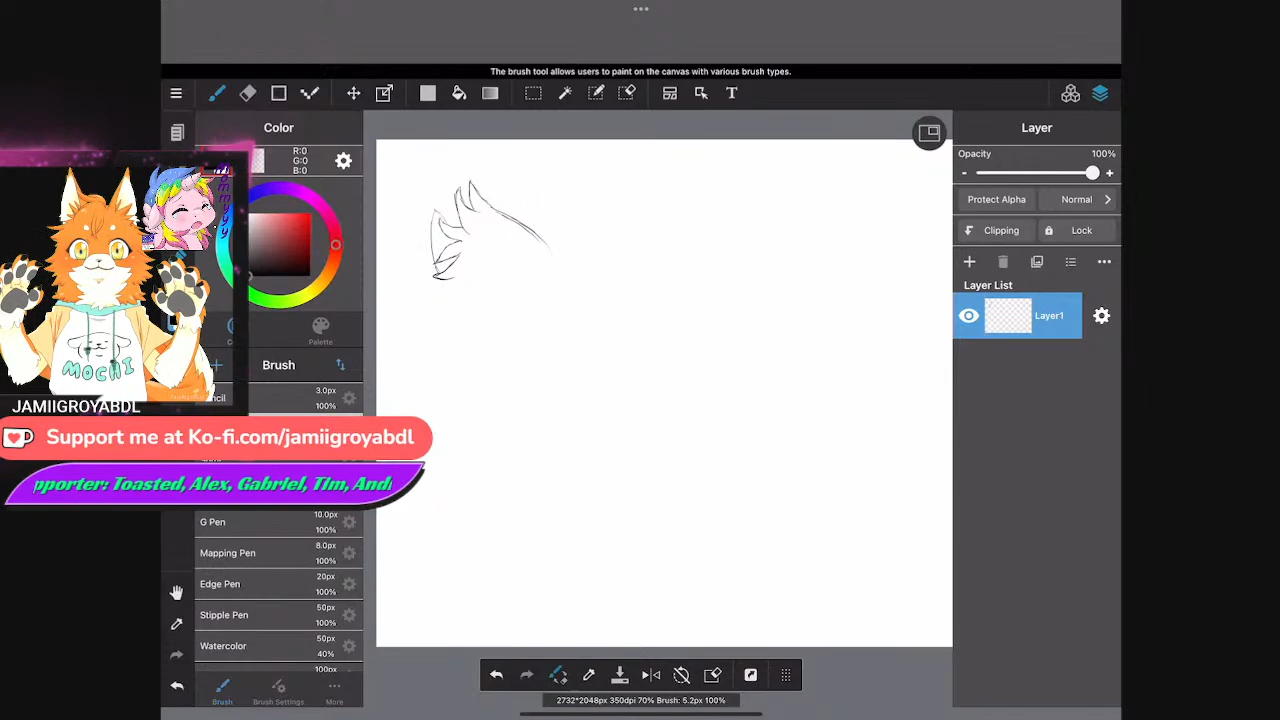 The brush tool allows users to paint on the canvas with various brush types.
T
Color
R:0
G:0
B:0
Layer
Opacity
100%
-
+
Protect Alpha
Normal
Clipping
Lock
Layer List
Layer1
MOCHI
Palette
Brush
3.0px
100%
JAMIIGROYABDL
Support me at Ko-fi.com/jamiigroyabdl
pporter: Toasted, Alex, Gabriel, Tim, And
G Pen
10.0px
100%
Mapping Pen
8.0px
100%
Edge Pen
20px
100%
Stipple Pen
50px
100%
Watercolor
50px
40%
100px
Brush
Brush Settings
More
2732*2048px 350dpi 70% Brush: 5.2px 100%